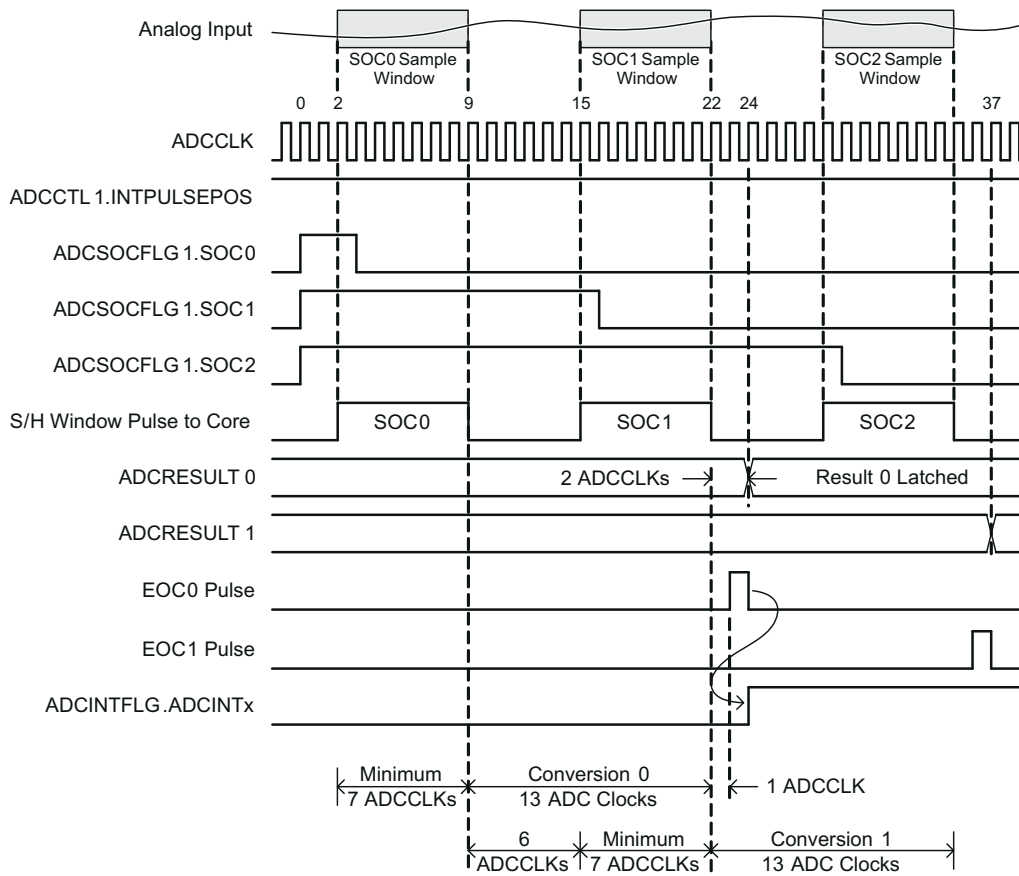 Analog Input
SOC0 Sample
Window
SOC1 Sample
Window
SOC2 Sample
Window
0 2 9 15 22 24 37
ADCCLK
ADCCTL 1.INTPULSEPOS
ADCSOCFLG 1.SOC0
ADCSOCFLG 1.SOC1
ADCSOCFLG 1.SOC2
S/H Window Pulse to Core
SOC0 SOC1 SOC2
ADCRESULT 0
2 ADCCLKs
Result 0 Latched
ADCRESULT 1
EOC0 Pulse
EOC1 Pulse
ADCINTFLG .ADCINTx
Minimum
7 ADCCLKs
Conversion 0
13 ADC Clocks
1 ADCCLK
6
ADCCLKs
Minimum
7 ADCCLKs
Conversion 1
13 ADC Clocks